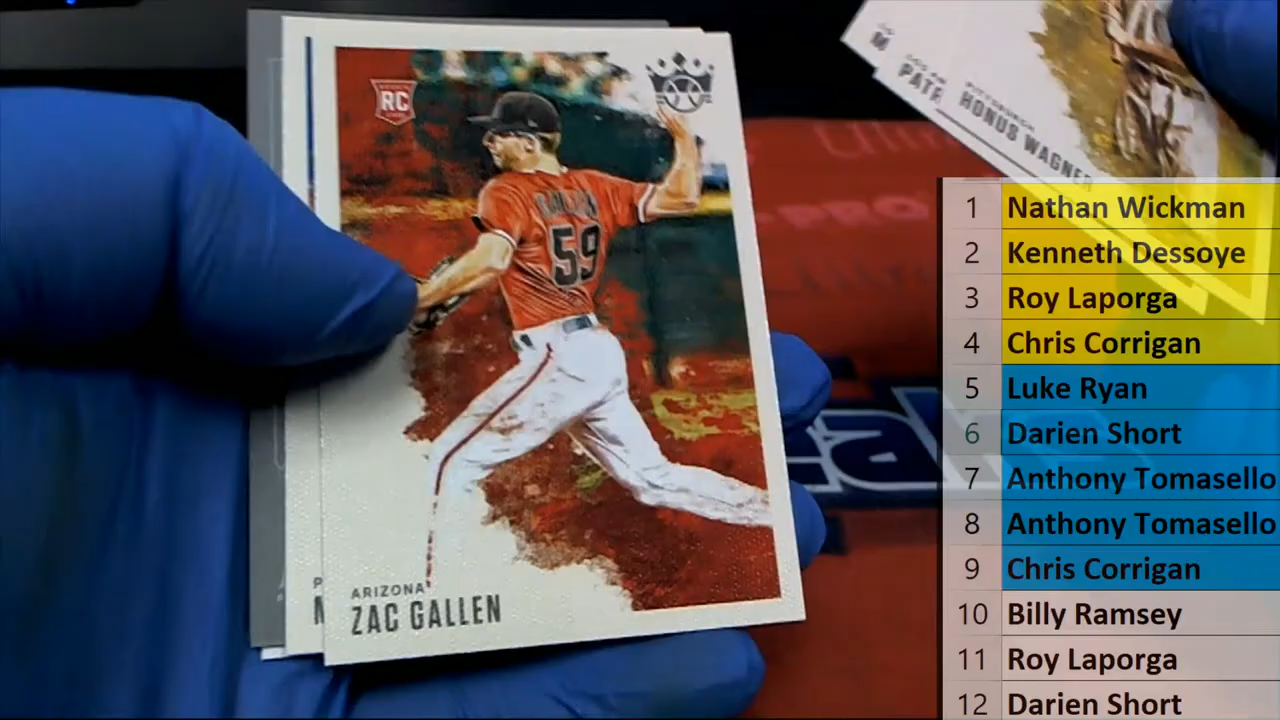 RC
59
ARIZONA
ZAC GALLEN
PITTSBURGH
HONUS WAGNER
1 Nathan Wickman
2 Kenneth Dessoye
3 Roy Laporga
4 Chris Corrigan
5 Luke Ryan
6 Darien Short
7 Anthony Tomasello
8 Anthony Tomasello
9 Chris Corrigan
10 Billy Ramsey
11 Roy Laporga
12 Darien Short